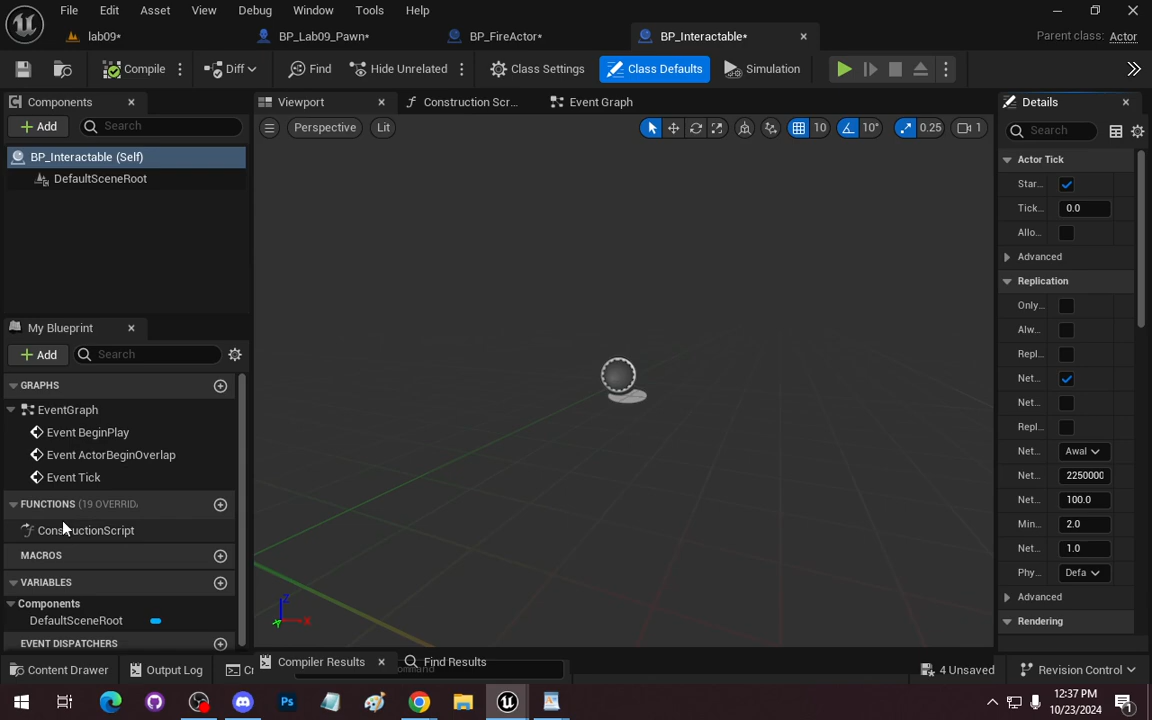 File Edit Asset View Debug Window Tools Help
lab09* BP_Lab09_Pawn* BP_FireActor* BP_Interactable* Parent class: Actor
Compile Diff Find Hide Unrelated Class Settings Class Defaults Simulation
Components Viewport Construction Scr... Event Graph Details
Add Search Perspective Lit 10 10° 0.25 1 Search
BP_Interactable (Self)
DefaultSceneRoot
Actor Tick
Star...
Tick... 0.0
Allo...
Advanced
Replication
Only...
Alw...
Repl...
Net...
Net...
Repl...
Net... Awal
Net... 2250000
Net... 100.0
Min... 2.0
Net... 1.0
Phy... Defa
Advanced
Rendering
My Blueprint
Add Search
GRAPHS
EventGraph
Event BeginPlay
Event ActorBeginOverlap
Event Tick
FUNCTIONS (19 OVERRID
ConstructionScript
MACROS
VARIABLES
Components
DefaultSceneRoot
EVENT DISPATCHERS
Z
X
Y
Compiler Results Find Results
Content Drawer Output Log 4 Unsaved Revision Control
12:37 PM
10/23/2024
1